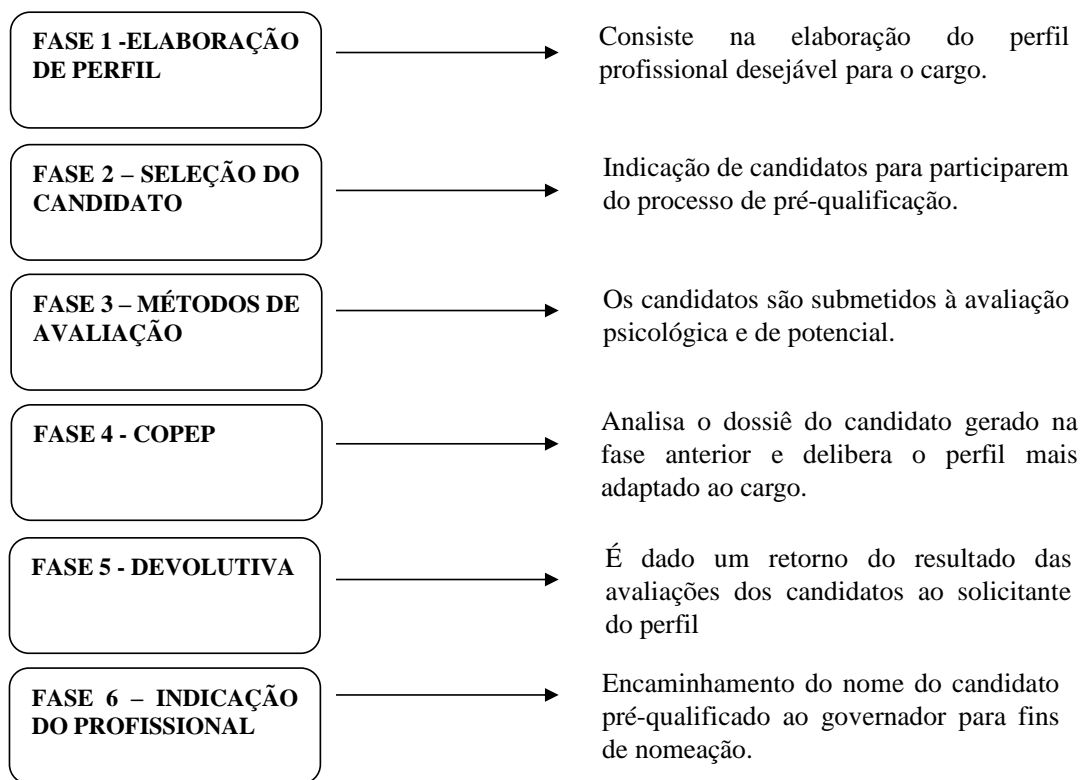 FASE 1 -ELABORAÇÃO
DE PERFIL
Consiste na elaboração do perfil
profissional desejável para o cargo.
FASE 2 – SELEÇÃO DO
CANDIDATO
Indicação de candidatos para participarem
do processo de pré-qualificação.
FASE 3 – MÉTODOS DE
AVALIAÇÃO
Os candidatos são submetidos à avaliação
psicológica e de potencial.
FASE 4 - COPEP
Analisa o dossiê do candidato gerado na
fase anterior e delibera o perfil mais
adaptado ao cargo.
FASE 5 - DEVOLUTIVA
É dado um retorno do resultado das
avaliações dos candidatos ao solicitante
do perfil
FASE 6 – INDICAÇÃO
DO PROFISSIONAL
Encaminhamento do nome do candidato
pré-qualificado ao governador para fins
de nomeação.